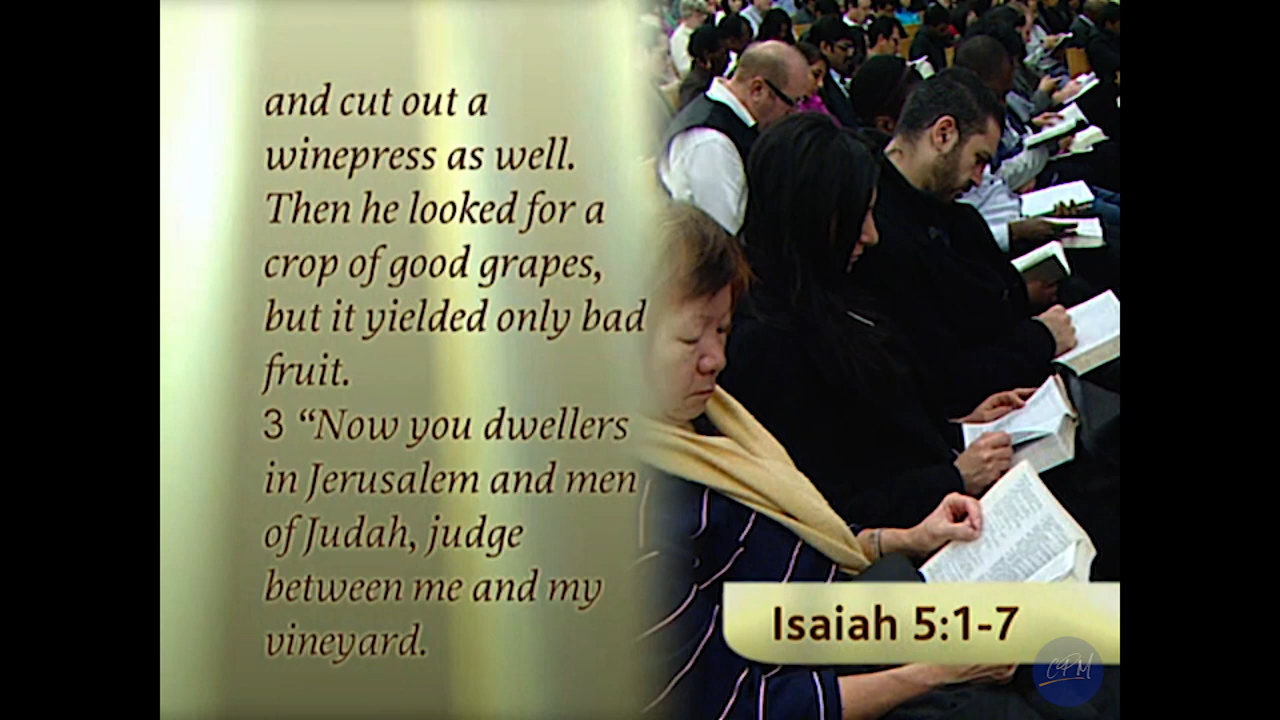 and cut out a
winepress as well.
Then he looked for a
crop of good grapes,
but it yielded only bad
fruit.
3 “Now you dwellers
in Jerusalem and men
of Judah, judge
between me and my
vineyard.
Isaiah 5:1-7
CPM